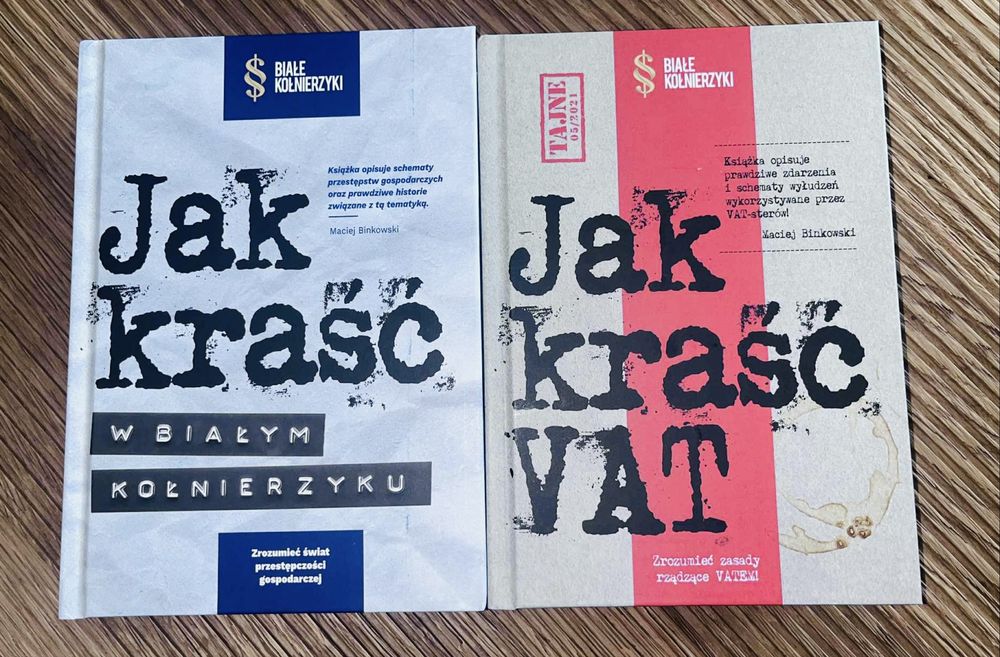 BIAŁE
KOŁNIERZYKI
Książka opisuje schematy
przestępstw gospodarczych
oraz prawdziwe historie
związane z tą tematyką.
Maciej Binkowski
Jak
kraść
W BIAŁYM
KOŁNIERZYKU
Zrozumieć świat
przestępczości
gospodarczej
BIAŁE
KOŁNIERZYKI
TAJNE
05/2021
Książka opisuje
prawdziwe zdarzenia
i schematy wyłudzeń
wykorzystywane przez
VAT-sterów!
Maciej Binkowski
Jak
kraść
VAT
Zrozumieć zasady
rządzące VATEM!